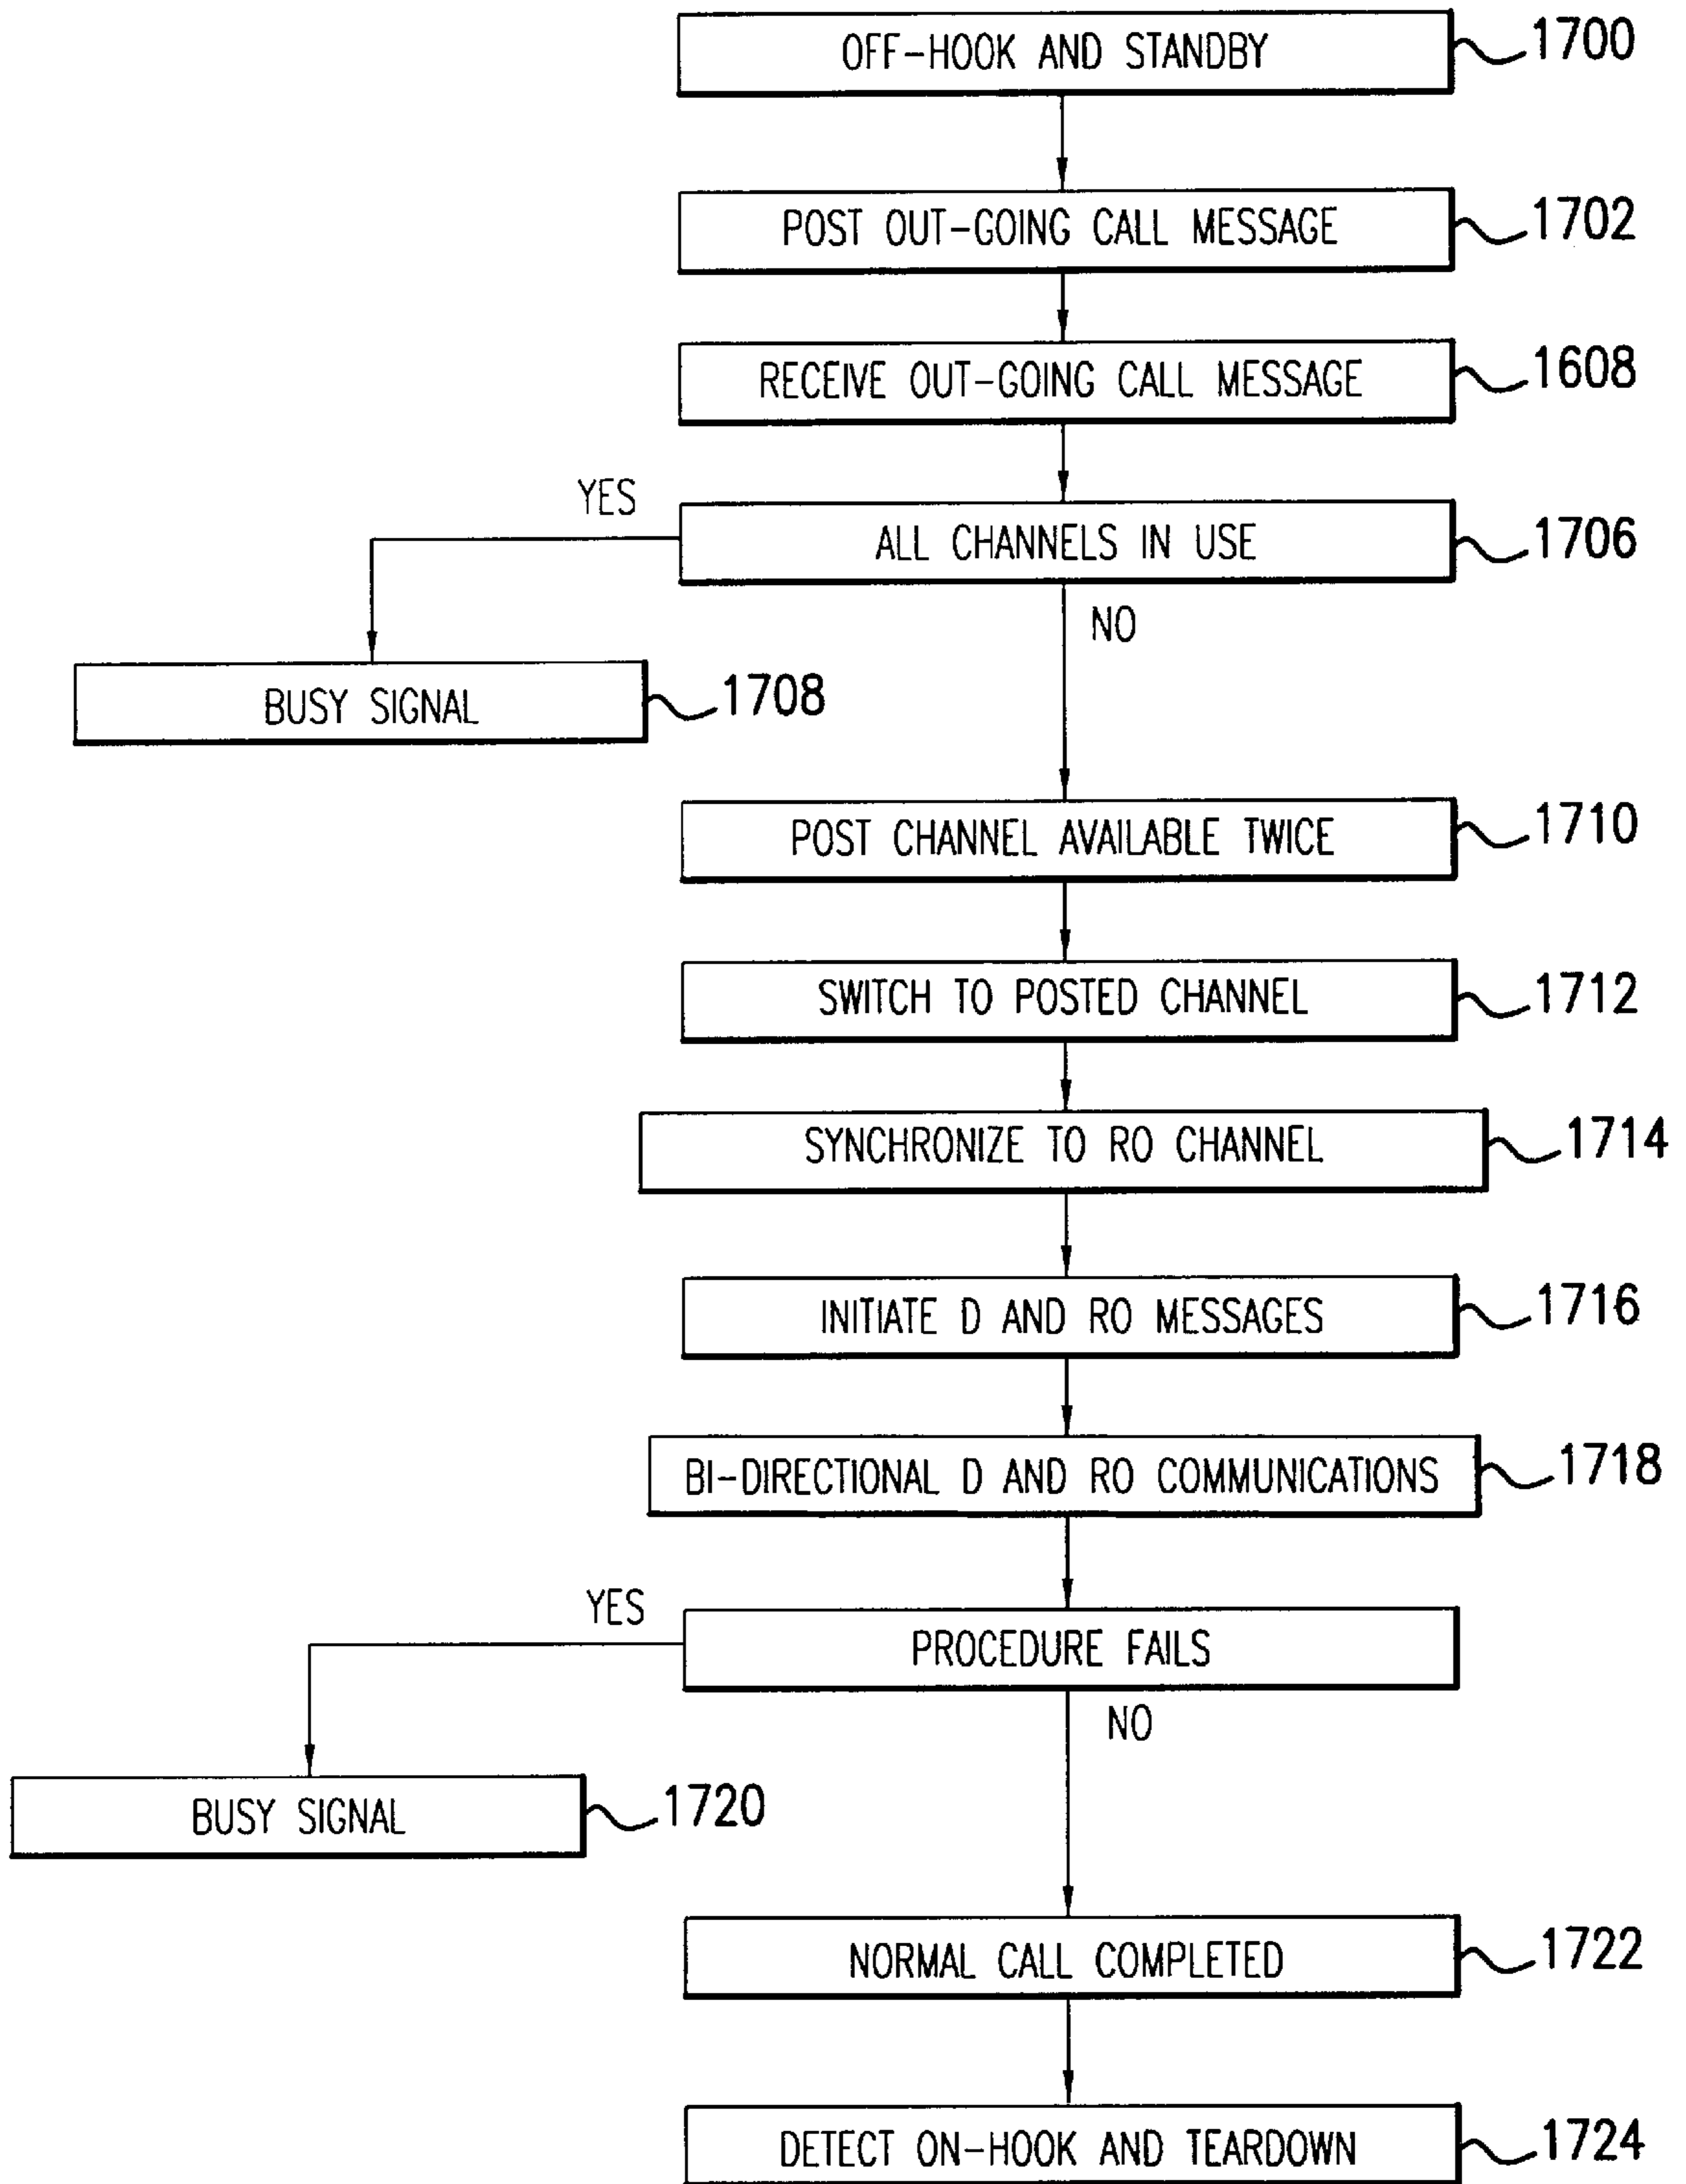 OFF-HOOK AND STANDBY 1700
POST OUT-GOING CALL MESSAGE 1702
RECEIVE OUT-GOING CALL MESSAGE 1608
YES
ALL CHANNELS IN USE 1706
NO
BUSY SIGNAL 1708
POST CHANNEL AVAILABLE TWICE 1710
SWITCH TO POSTED CHANNEL 1712
SYNCHRONIZE TO RO CHANNEL 1714
INITIATE D AND RO MESSAGES 1716
BI-DIRECTIONAL D AND RO COMMUNICATIONS 1718
YES
PROCEDURE FAILS
NO
BUSY SIGNAL 1720
NORMAL CALL COMPLETED 1722
DETECT ON-HOOK AND TEARDOWN 1724